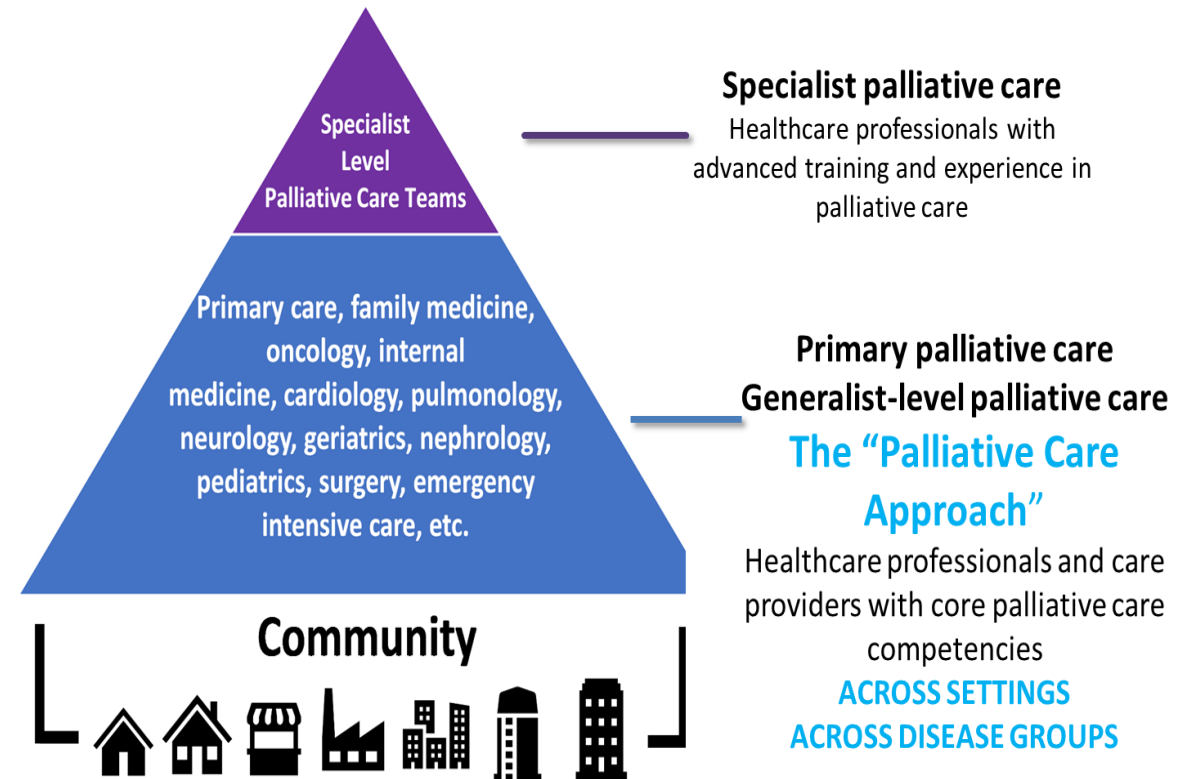 Specialist
Level
Palliative Care Teams
Specialist palliative care
Healthcare professionals with
advanced training and experience in
palliative care
Primary care, family medicine,
oncology, internal
medicine, cardiology, pulmonology,
neurology, geriatrics, nephrology,
pediatrics, surgery, emergency
intensive care, etc.
Primary palliative care
Generalist-level palliative care
The “Palliative Care
Approach”
Healthcare professionals and care
providers with core palliative care
competencies
ACROSS SETTINGS
ACROSS DISEASE GROUPS
Community